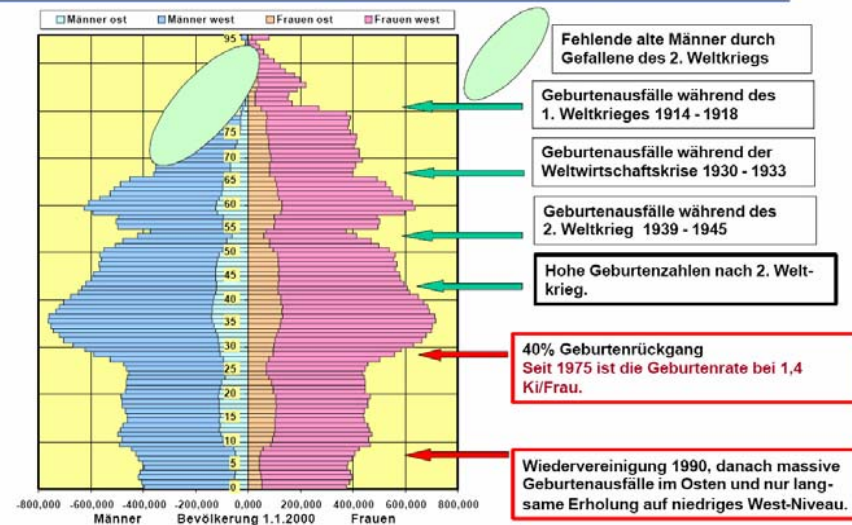 Männer ost Männer west Frauen ost Frauen west
Fehlende alte Männer durch
Gefallene des 2. Weltkriegs
Geburtenausfälle während des
1. Weltkrieges 1914 - 1918
Geburtenausfälle während der
Weltwirtschaftskrise 1930 - 1933
Geburtenausfälle während des
2. Weltkrieg 1939 - 1945
Hohe Geburtenzahlen nach 2. Welt-
krieg.
40% Geburtenrückgang
Seit 1975 ist die Geburtenrate bei 1,4
Ki/Frau.
Wiedervereinigung 1990, danach massive
Geburtenausfälle im Osten und nur lang-
same Erholung auf niedriges West-Niveau.
95
75
70
65
60
55
50
45
40
35
30
25
20
15
10
5
0
-800,000 -600,000 -400,000 -200,000 0 200,000 400,000 600,000 800,000
Männer Bevölkerung 1.1.2000 Frauen